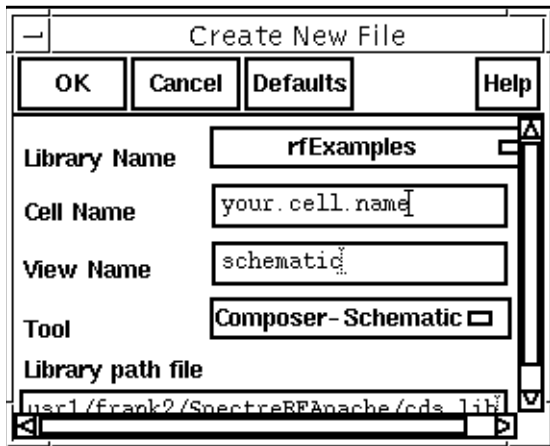 Create New File
OK Cancel Defaults Help
Library Name rfExamples
Cell Name your.cell.name
View Name schematic
Tool Composer-Schematic
Library path file
usr1/frank2/SpectreRFApache/cds.lib